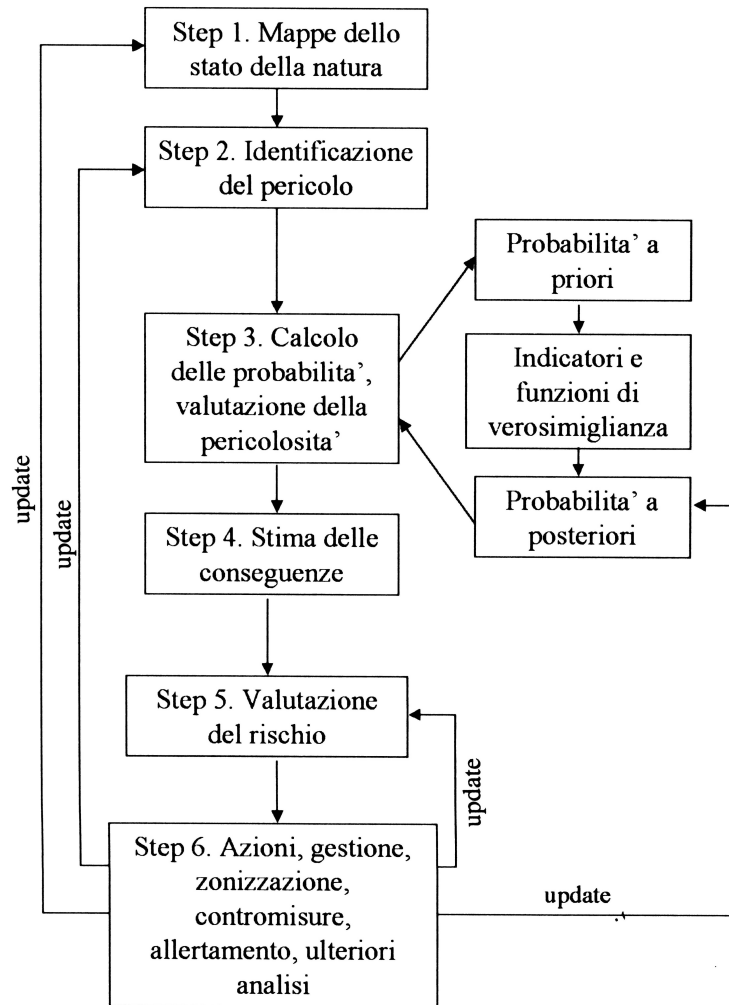 Step 1. Mappe dello
stato della natura
Step 2. Identificazione
del pericolo
Step 3. Calcolo
delle probabilita’,
valutazione della
pericolosita’
Probabilita’ a
priori
Indicatori e
funzioni di
verosimiglianza
Probabilita’ a
posteriori
Step 4. Stima delle
conseguenze
Step 5. Valutazione
del rischio
Step 6. Azioni, gestione,
zonizzazione,
contromisure,
allertamento, ulteriori
analisi
update
update
update
update